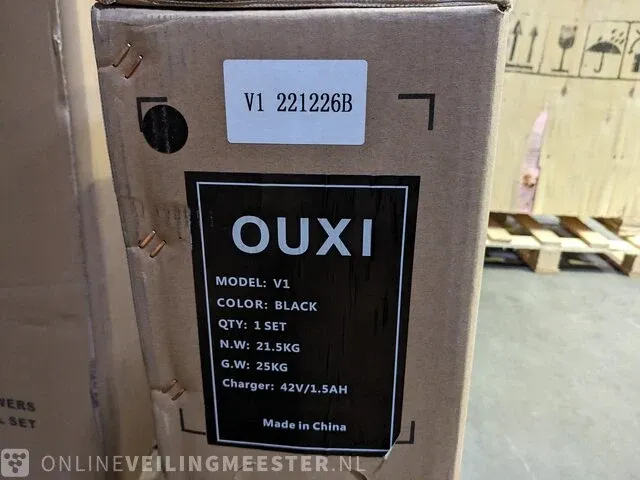 V1 221226B
OUXI
MODEL: V1
COLOR: BLACK
QTY: 1 SET
N.W: 21.5KG
G.W: 25KG
Charger: 42V/1.5AH
Made in China
SET
ONLINEVEILINGMEESTER.NL